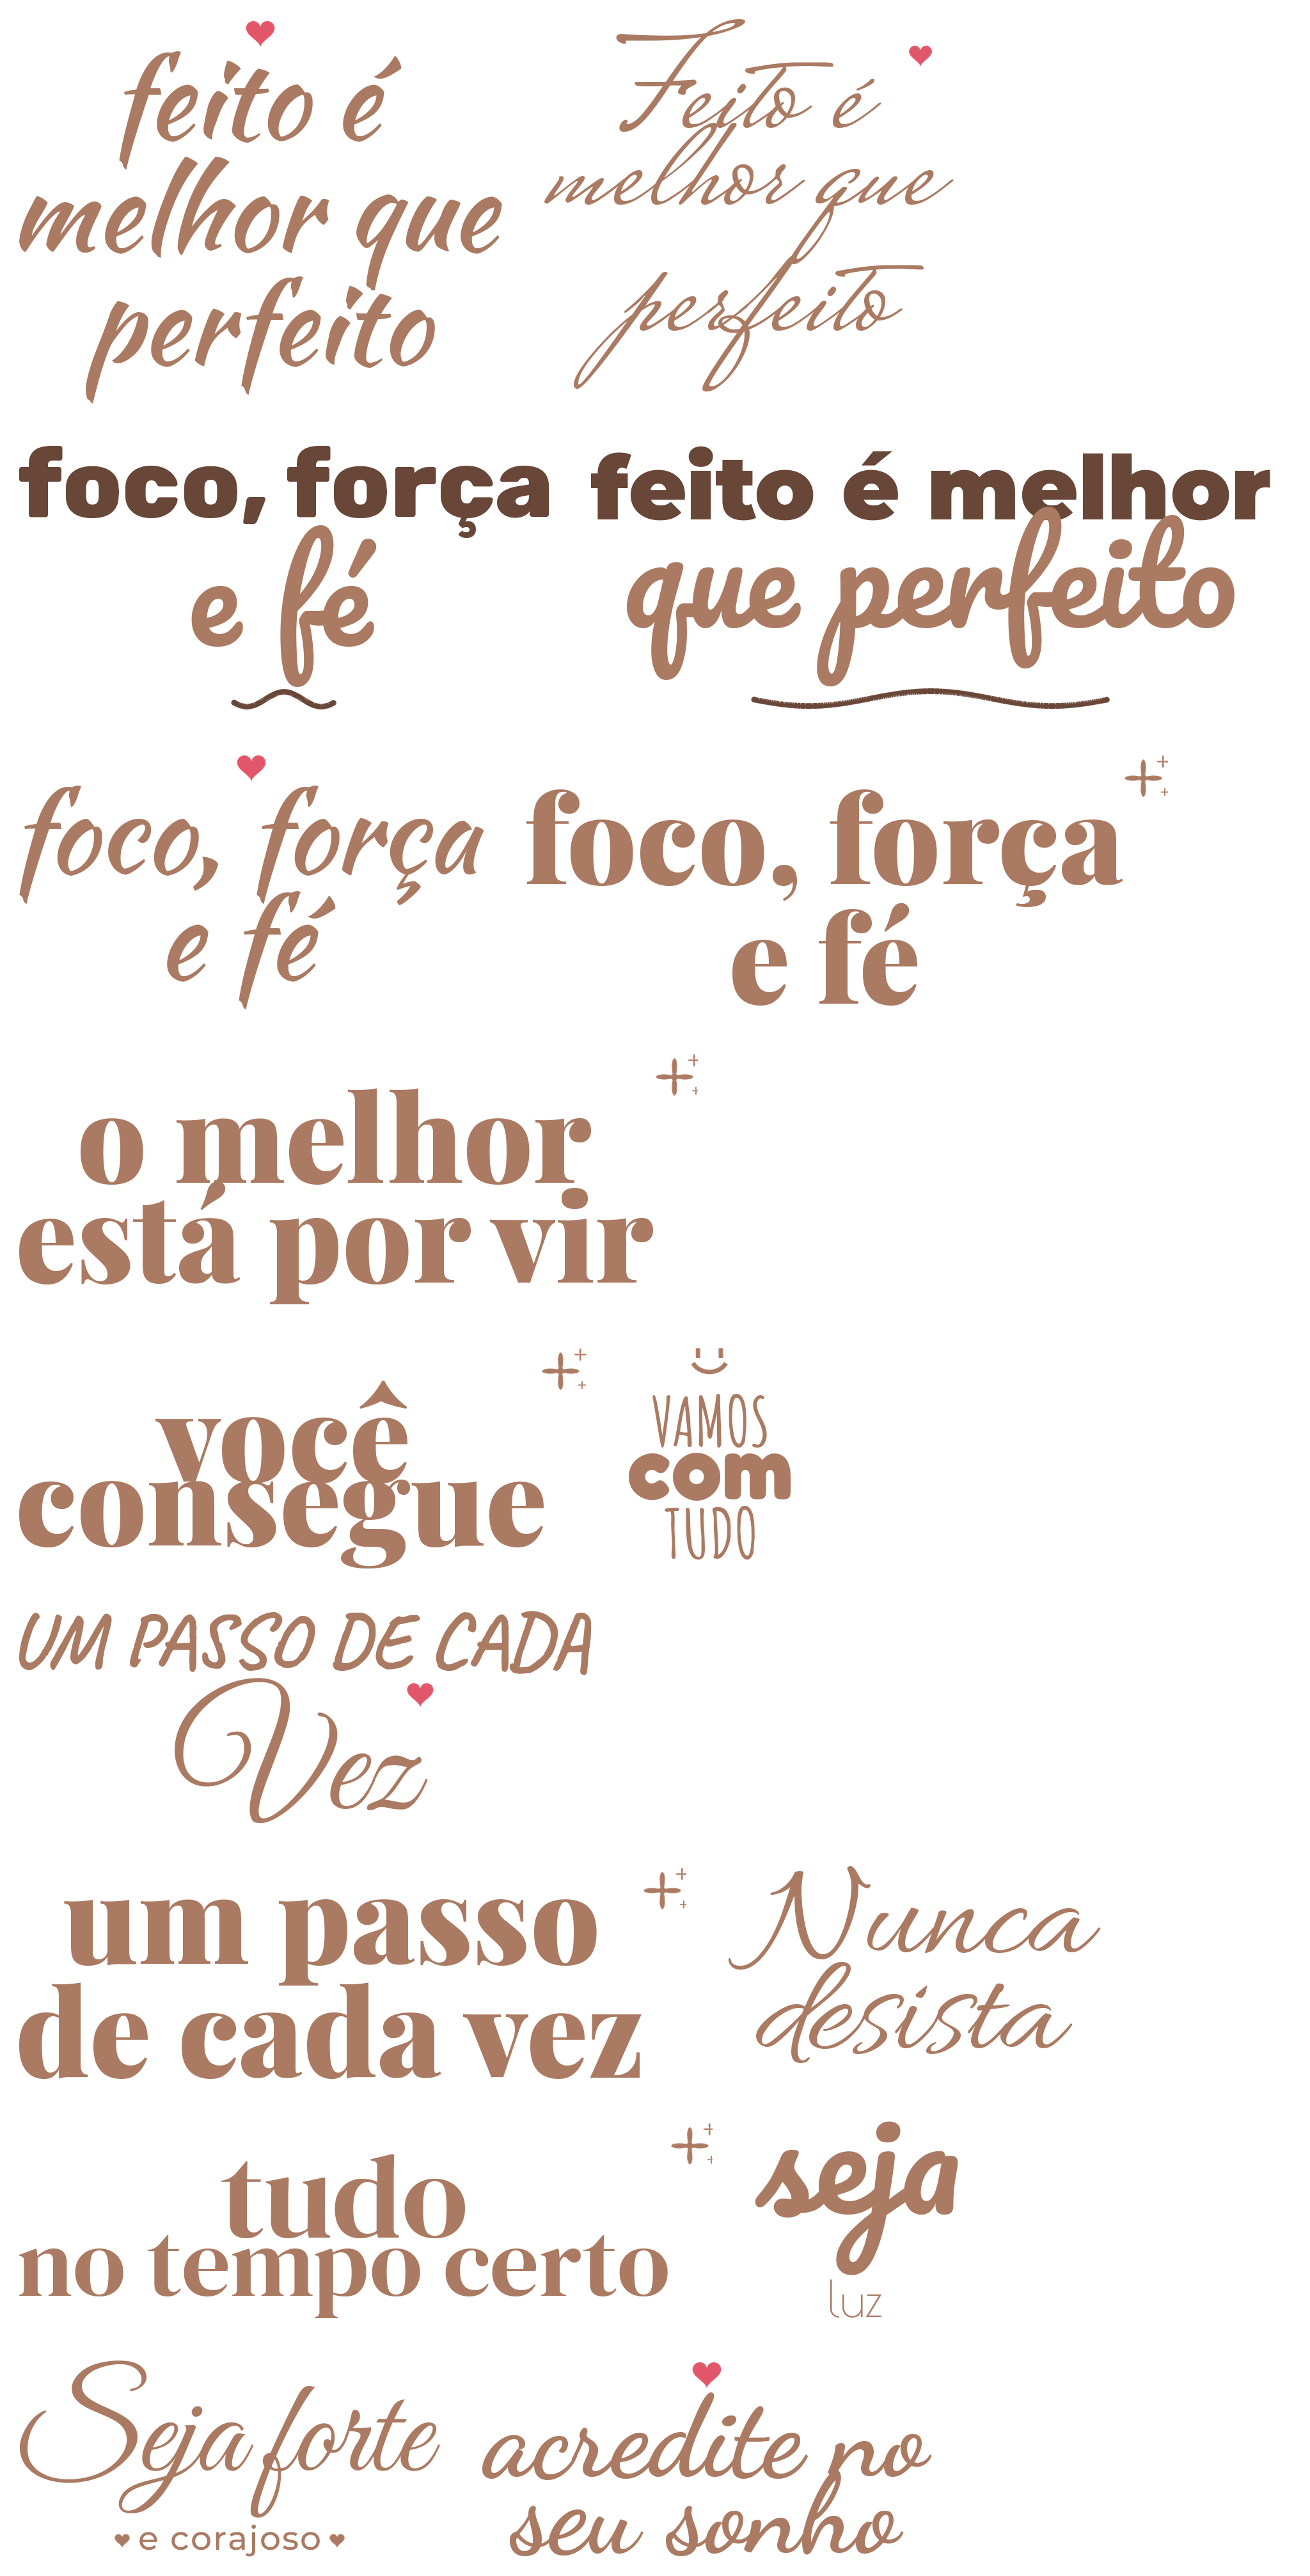 feito é
melhor que
perfeito
Feito é
melhor que
perfeito
foco, força
e fé
feito é melhor
que perfeito
foco, força
e fé
foco, força
e fé
o melhor
está por vir
você
consegue
VAMOS
com
TUDO
UM PASSO DE CADA
Vez
um passo
de cada vez
Nunca
desista
tudo
no tempo certo
seja
luz
Seja forte
e corajoso
acredite no
seu sonho